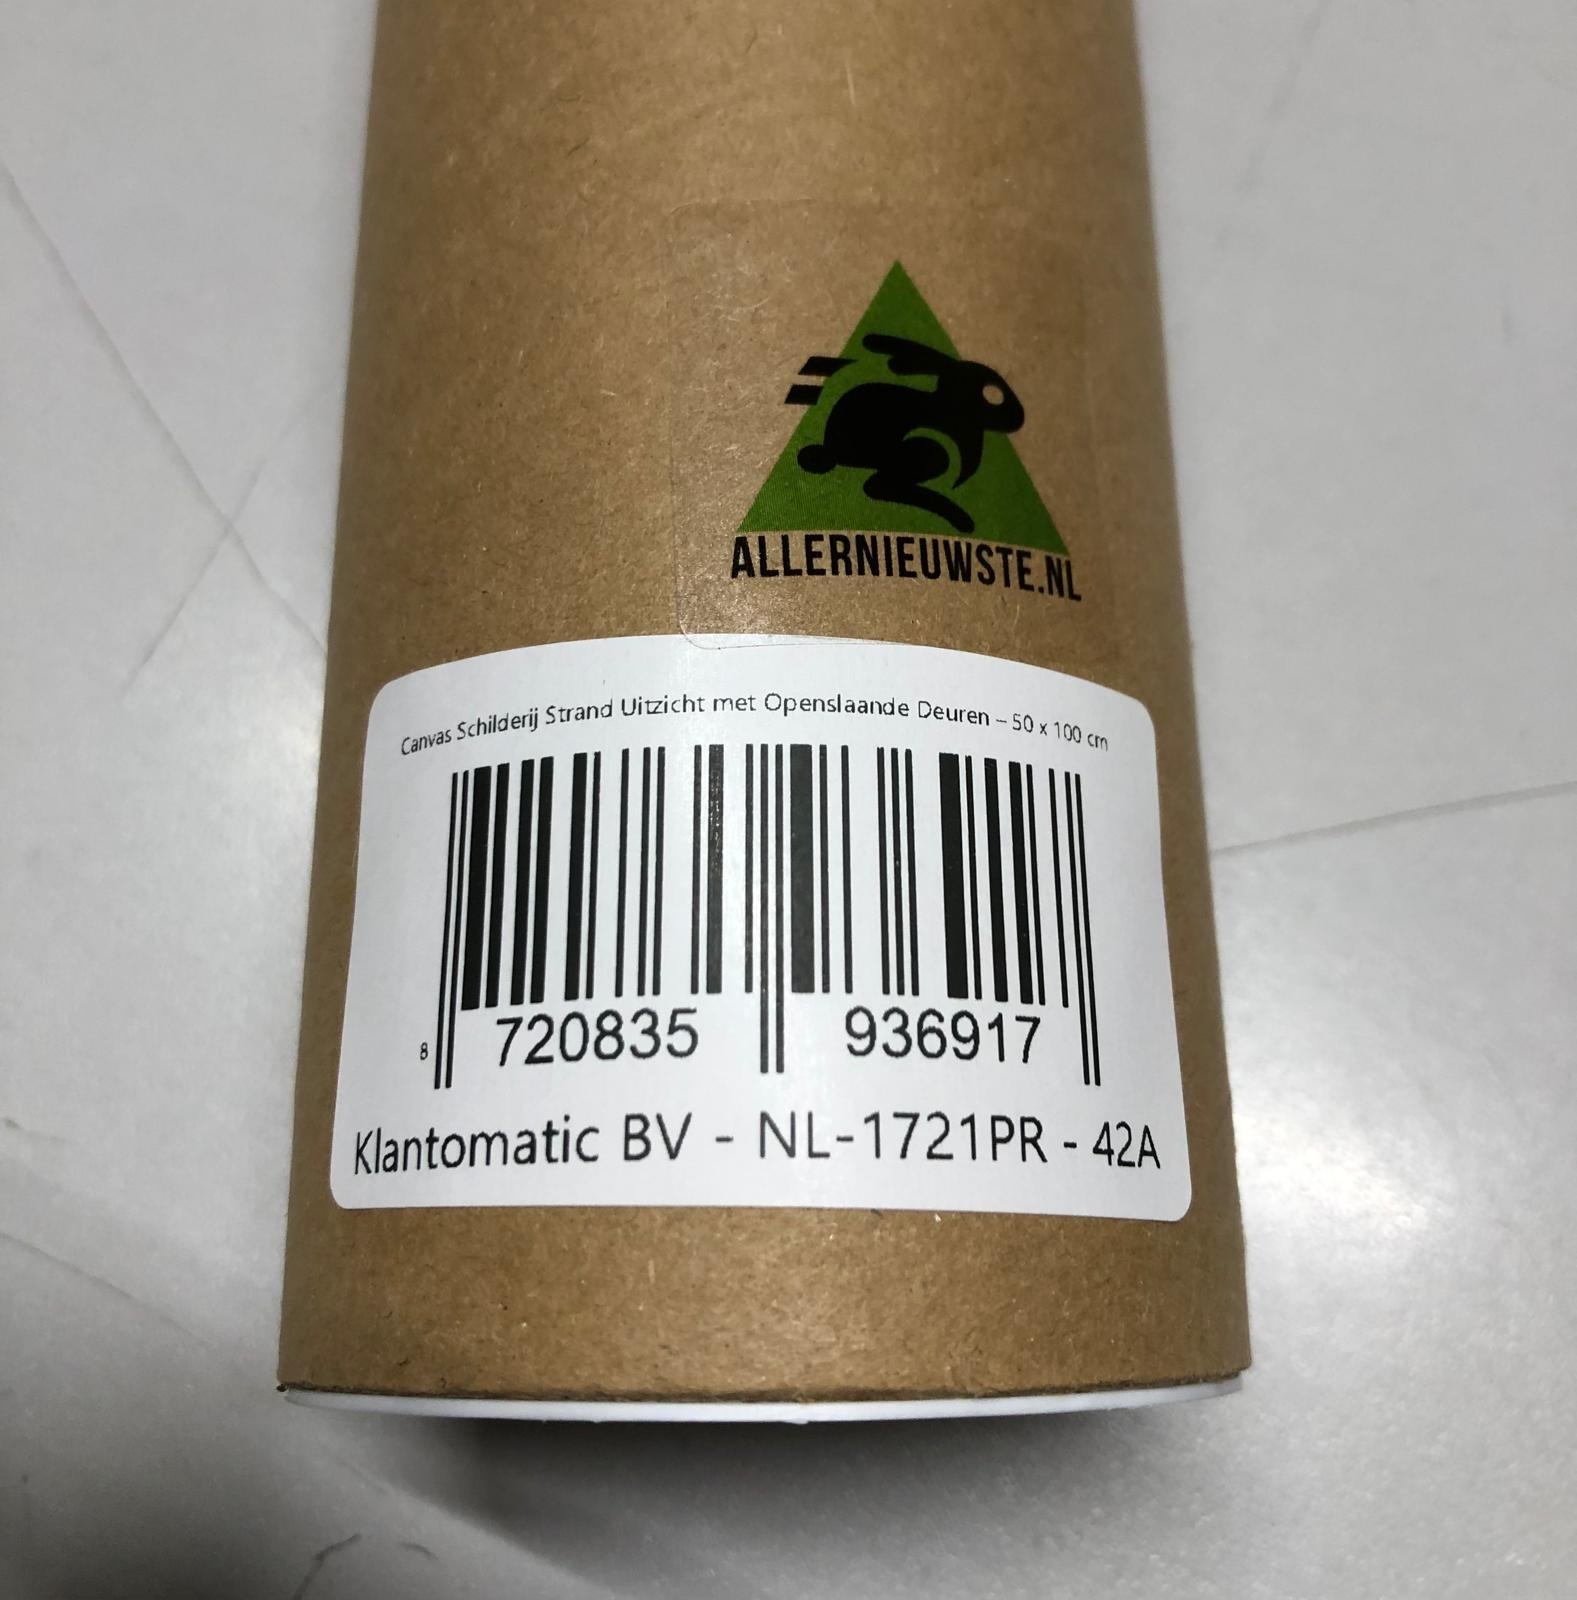 ALLERNIEUWSTE.NL
Canvas Schilderij Strand Uitzicht met Openslaande Deuren – 50 x 100 cm
8 720835 936917
Klantomatic BV - NL-1721PR - 42A